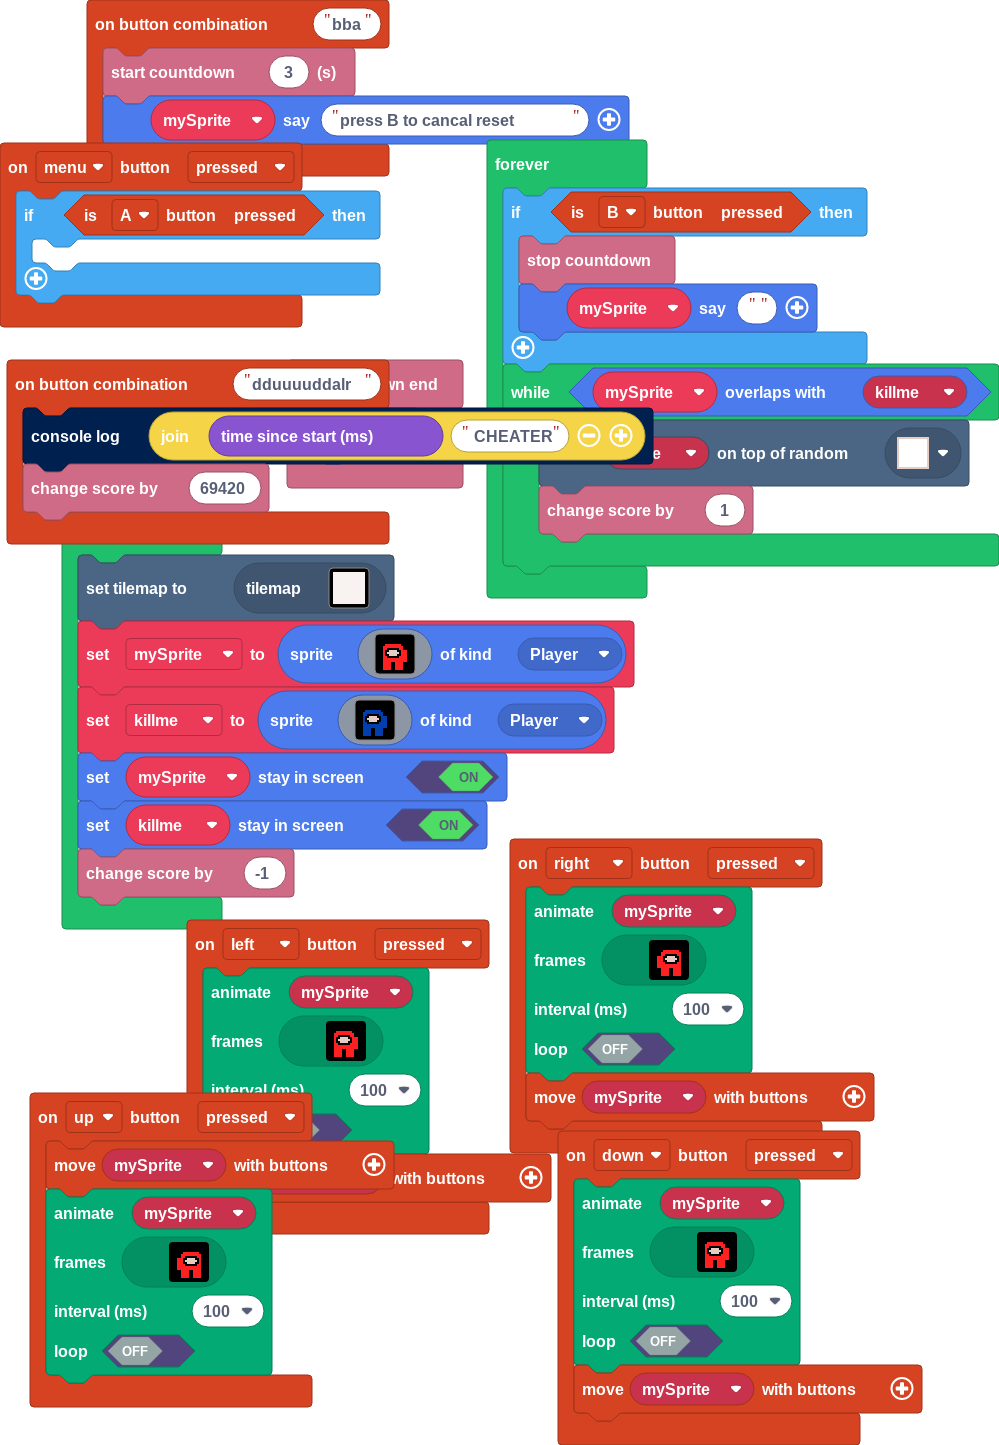 on button combination "bba"
start countdown 3 (s)
mySprite say "press B to cancal reset"
on menu button pressed
if is A button pressed then
forever
if is B button pressed then
stop countdown
mySprite say ""
while mySprite overlaps with killme
on top of random
change score by 1
on button combination "dduuuuddalr" wn end
console log join time since start (ms) "CHEATER"
change score by 69420
set tilemap to tilemap
set mySprite to sprite of kind Player
set killme to sprite of kind Player
set mySprite stay in screen ON
set killme stay in screen ON
change score by -1
on right button pressed
animate mySprite
frames
interval (ms) 100
loop OFF
move mySprite with buttons
on left button pressed
animate mySprite
frames
interval (ms) 100
with buttons
on up button pressed
move mySprite with buttons
animate mySprite
frames
interval (ms) 100
loop OFF
on down button pressed
animate mySprite
frames
interval (ms) 100
loop OFF
move mySprite with buttons